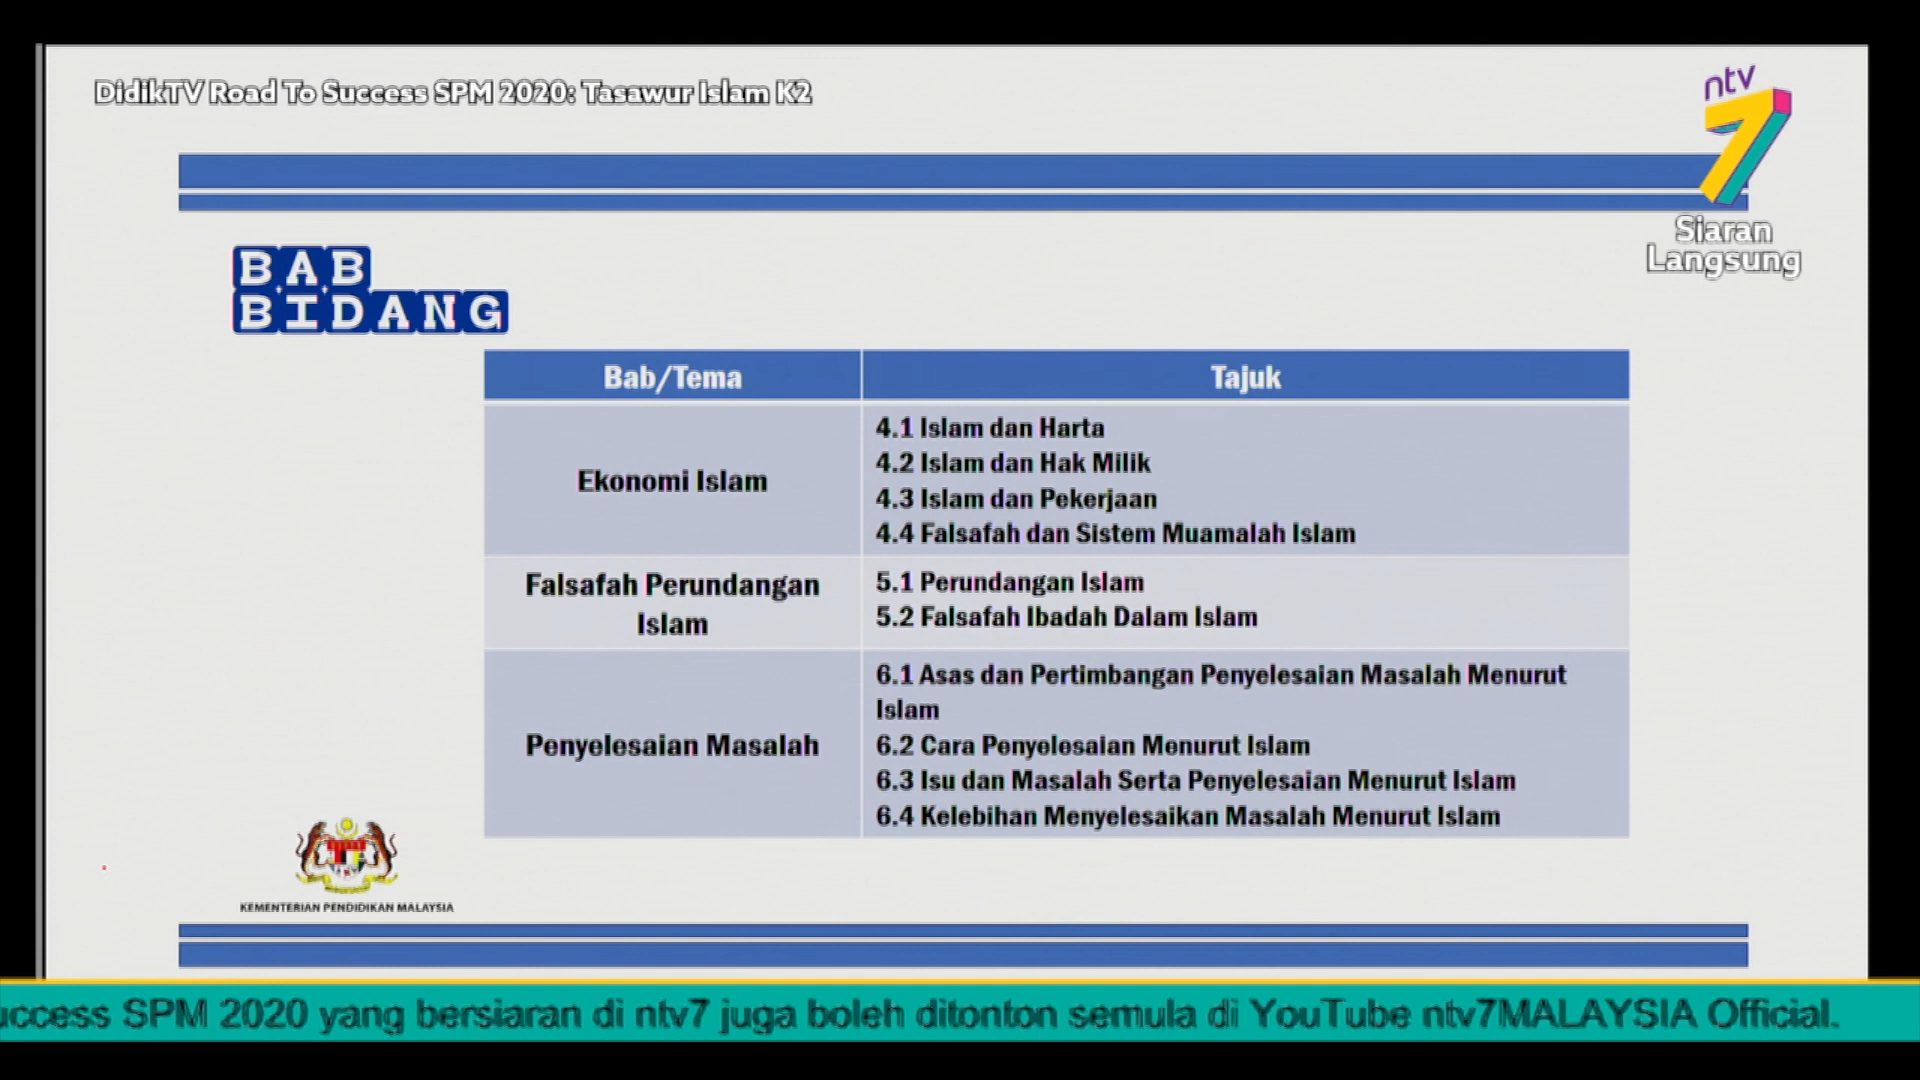 DidikTV Road To Success SPM 2020: Tasawur Islam K2
ntv
7
Siaran
Langsung
BAB
BIDANG
Bab/Tema
Tajuk
Ekonomi Islam
4.1 Islam dan Harta
4.2 Islam dan Hak Milik
4.3 Islam dan Pekerjaan
4.4 Falsafah dan Sistem Muamalah Islam
Falsafah Perundangan
Islam
5.1 Perundangan Islam
5.2 Falsafah Ibadah Dalam Islam
Penyelesaian Masalah
6.1 Asas dan Pertimbangan Penyelesaian Masalah Menurut
Islam
6.2 Cara Penyelesaian Menurut Islam
6.3 Isu dan Masalah Serta Penyelesaian Menurut Islam
6.4 Kelebihan Menyelesaikan Masalah Menurut Islam
KEMENTERIAN PENDIDIKAN MALAYSIA
uccess SPM 2020 yang bersiaran di ntv7 juga boleh ditonton semula di YouTube ntv7MALAYSIA Official.